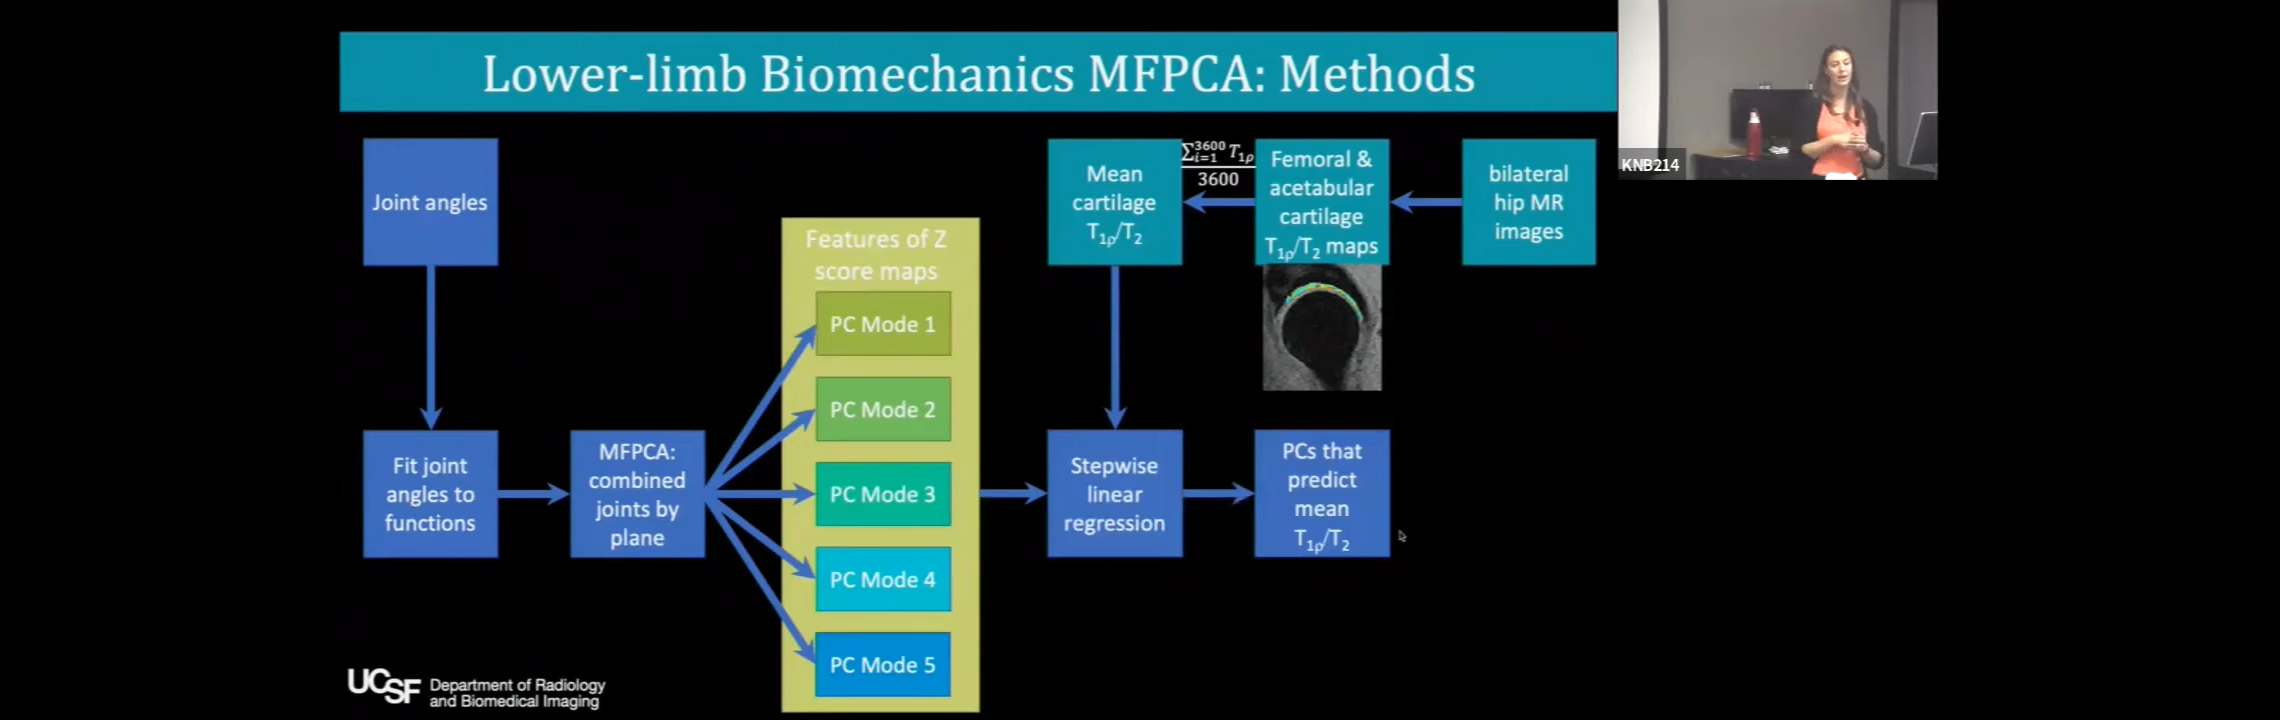 Lower-limb Biomechanics MFPCA: Methods
KNB214
Joint angles
Fit joint
angles to
functions
MFPCA:
combined
joints by
plane
Features of Z
score maps
PC Mode 1
PC Mode 2
PC Mode 3
PC Mode 4
PC Mode 5
Mean
cartilage
T1ρ/T2
∑3600i=1 T1ρ
3600
Femoral &
acetabular
cartilage
T1ρ/T2 maps
bilateral
hip MR
images
Stepwise
linear
regression
PCs that
predict
mean
T1ρ/T2
UCSF Department of Radiology
and Biomedical Imaging